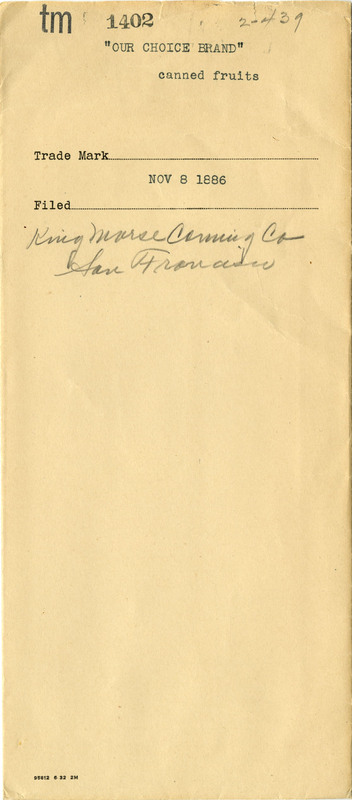 tm 1402 2-439
"OUR CHOICE BRAND"
canned fruits
Trade Mark
NOV 8 1886
Filed
King Morse Canning Co
San Francisco
95912 6-32 2M